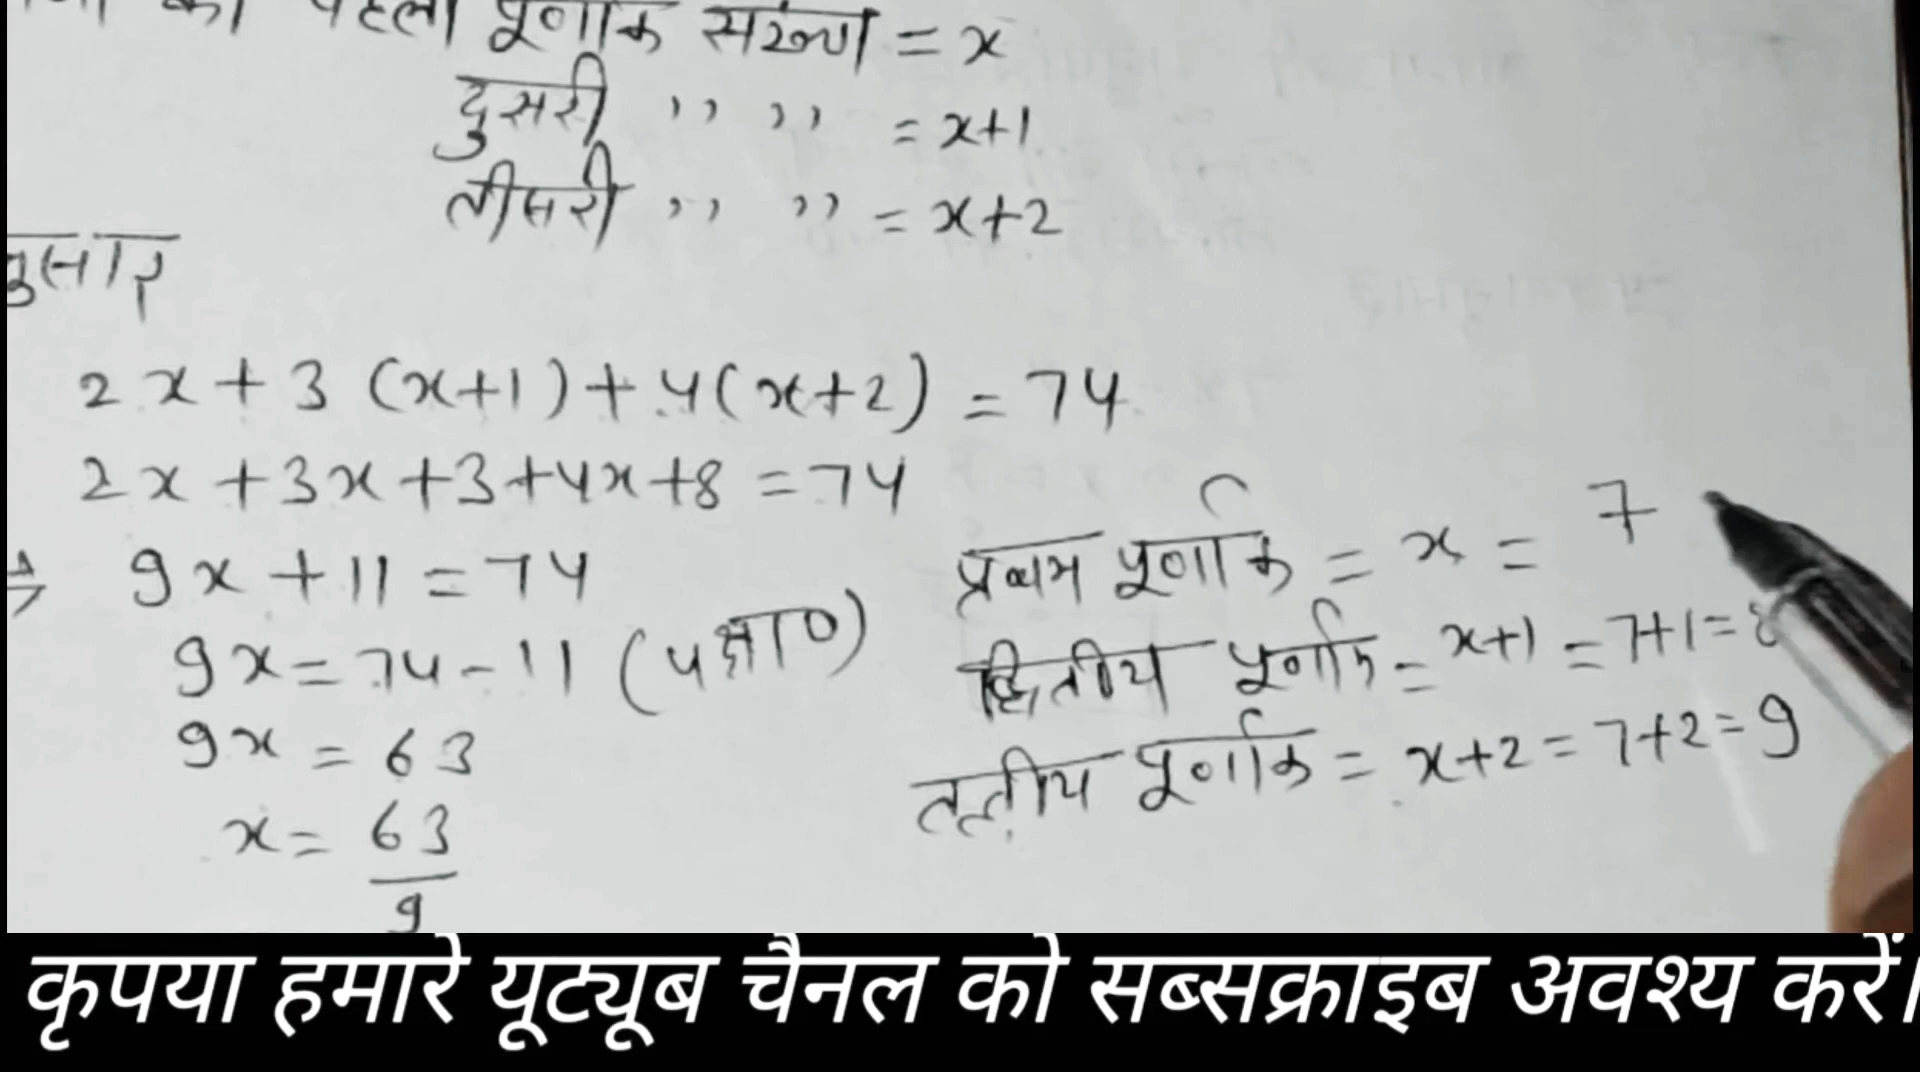 पहला पूर्णांक संख्या = x
दुसरी ,, ,, = x+1
तीसरी ,, ,, = x+2
नुसार
2x + 3 (x+1) + 4(x+2) = 74
2x + 3x + 3 + 4x + 8 = 74
⇒ 9x + 11 = 74
9x = 74 - 11
9x = 63
x = 63
9
प्रथम पूर्णांक = x = 7
द्वितीय पूर्णांक = x+1 = 7+1 = 8
तृतीय पूर्णांक = x+2 = 7+2 = 9
कृपया हमारे यूट्यूब चैनल को सब्सक्राइब अवश्य करें।